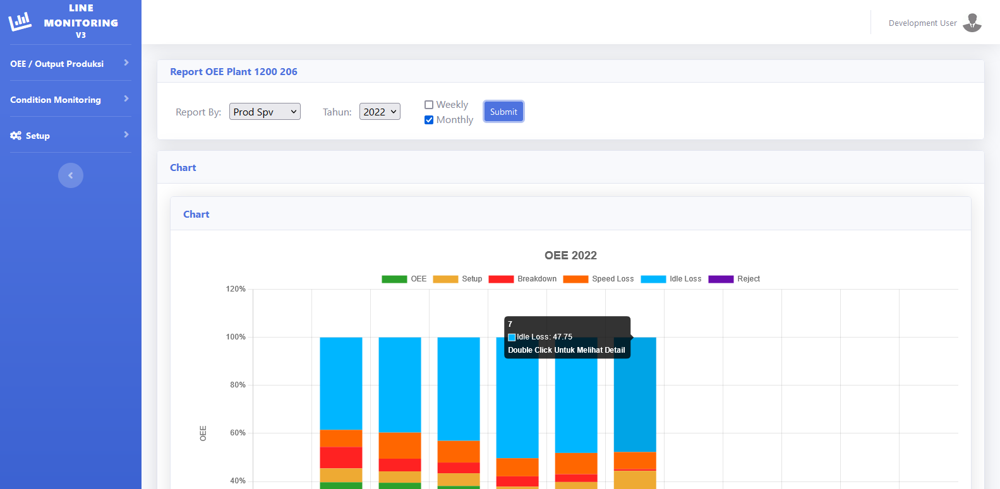 LINE
MONITORING
V3
Development User
OEE / Output Produksi
Condition Monitoring
Setup
Report OEE Plant 1200 206
Report By: Prod Spv Tahun: 2022
Weekly
Monthly
Submit
Chart
Chart
OEE 2022
OEE Setup Breakdown Speed Loss Idle Loss Reject
120%
100%
80%
60%
40%
OEE
7
Idle Loss: 47.75
Double Click Untuk Melihat Detail